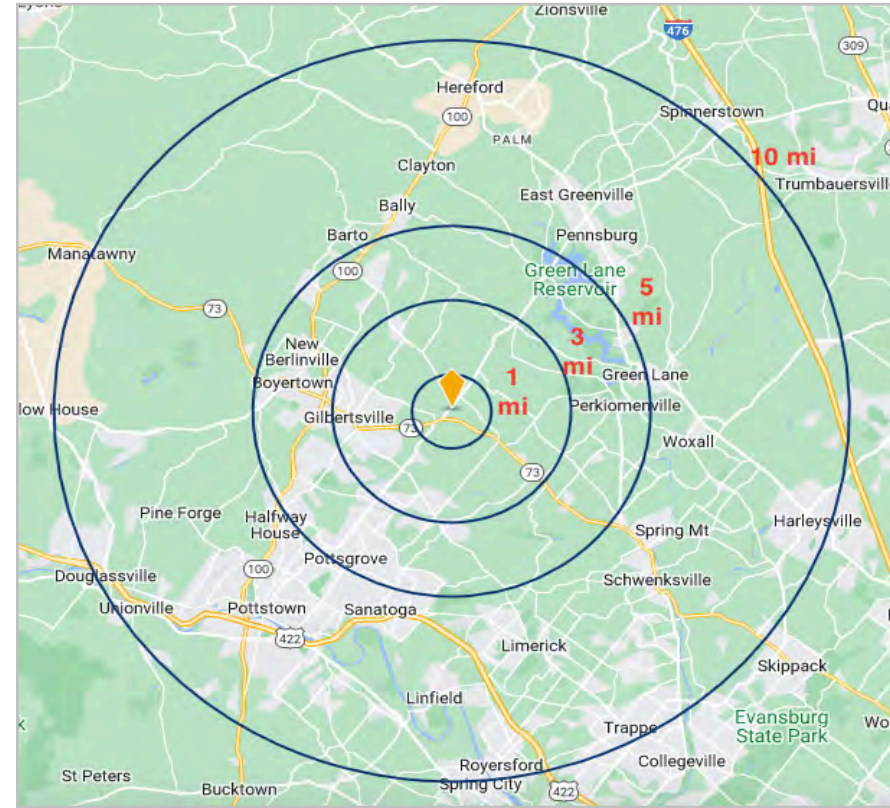 Zionsville
476
309
Hereford
100
Spinnerstown
PALM
10 mi
Clayton
Trumbauersvill
East Greenville
Bally
Barto
Pennsburg
Manatawny
100
Green Lane
Reservoir
5
mi
73
3
mi
New
Berlinville
Boyertown
1
mi
Green Lane
low House
Gilbertsville
73
Perkiomenville
Woxall
73
Pine Forge
Halfway
House
Spring Mt
Harleysville
Pottsgrove
100
Douglassville
Schwenksville
Unionville
Pottstown
Sanatoga
422
Limerick
Skippack
Linfield
Evansburg
State Park
Wo
Trappe
Royersford
Collegeville
St Peters
Spring City
Bucktown
422